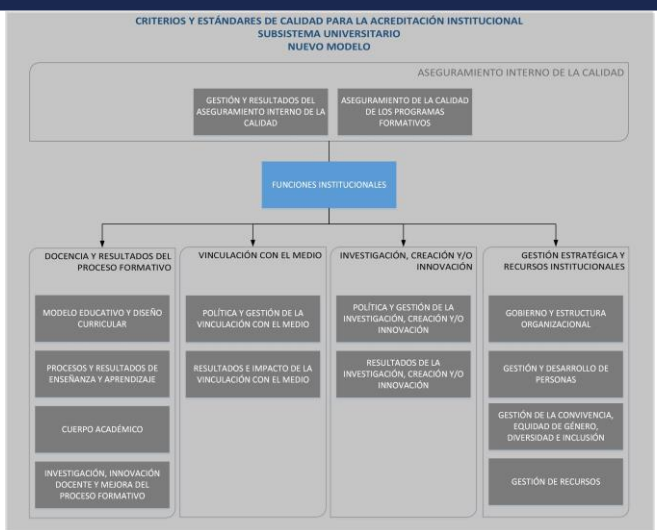 CRITERIOS Y ESTÁNDARES DE CALIDAD PARA LA ACREDITACIÓN INSTITUCIONAL
SUBSISTEMA UNIVERSITARIO
NUEVO MODELO
ASEGURAMIENTO INTERNO DE LA CALIDAD
GESTIÓN Y RESULTADOS DEL
ASEGURAMIENTO INTERNO DE LA
CALIDAD
ASEGURAMIENTO DE LA CALIDAD
DE LOS PROGRAMAS
FORMATIVOS
FUNCIONES INSTITUCIONALES
DOCENCIA Y RESULTADOS DEL
PROCESO FORMATIVO
MODELO EDUCATIVO Y DISEÑO
CURRICULAR
PROCESOS Y RESULTADOS DE
ENSEÑANZA Y APRENDIZAJE
CUERPO ACADÉMICO
INVESTIGACIÓN, INNOVACIÓN
DOCENTE Y MEJORA DEL
PROCESO FORMATIVO
VINCULACIÓN CON EL MEDIO
POLÍTICA Y GESTIÓN DE LA
VINCULACIÓN CON EL MEDIO
RESULTADOS E IMPACTO DE LA
VINCULACIÓN CON EL MEDIO
INVESTIGACIÓN, CREACIÓN Y/O
INNOVACIÓN
POLÍTICA Y GESTIÓN DE LA
INVESTIGACIÓN, CREACIÓN Y/O
INNOVACIÓN
RESULTADOS DE LA
INVESTIGACIÓN, CREACIÓN Y/O
INNOVACIÓN
GESTIÓN ESTRATÉGICA Y
RECURSOS INSTITUCIONALES
GOBIERNO Y ESTRUCTURA
ORGANIZACIONAL
GESTIÓN Y DESARROLLO DE
PERSONAS
GESTIÓN DE LA CONVIVENCIA,
EQUIDAD DE GÉNERO,
DIVERSIDAD E INCLUSIÓN
GESTIÓN DE RECURSOS